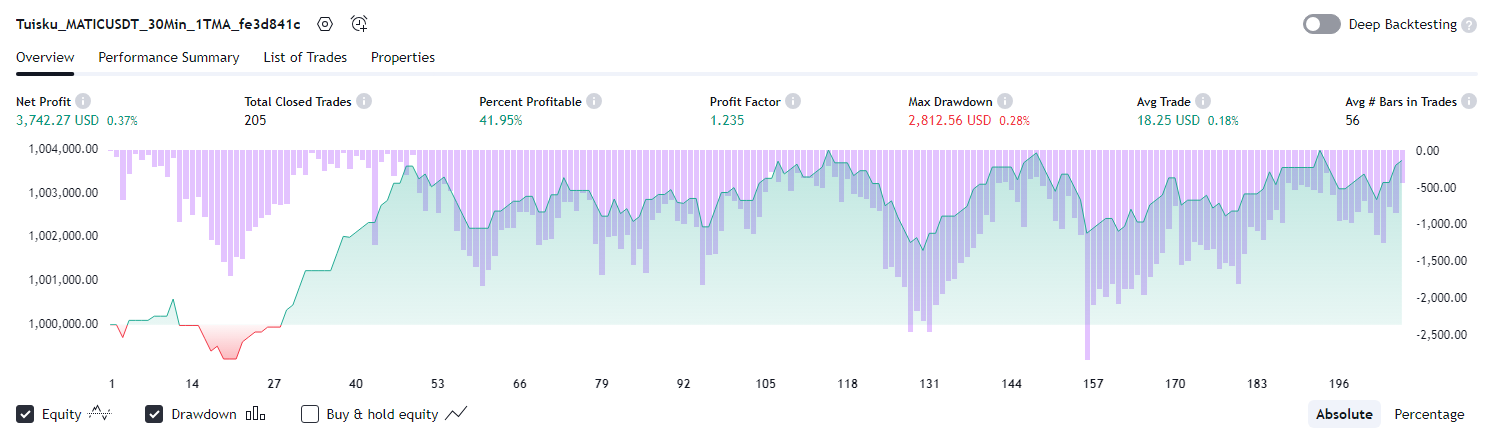 Tuisku_MATICUSDT_30Min_1TMA_fe3d841c
Deep Backtesting
Overview Performance Summary List of Trades Properties
Net Profit Total Closed Trades Percent Profitable Profit Factor Max Drawdown Avg Trade Avg # Bars in Trades
3,742.27 USD 0.37% 205 41.95% 1.235 2,812.56 USD 0.28% 18.25 USD 0.18% 56
1,004,000.00 0.00
1,003,000.00 -500.00
1,002,000.00 -1,000.00
1,001,000.00 -1,500.00
1,000,000.00 -2,000.00
-2,500.00
1 14 27 40 53 66 79 92 105 118 131 144 157 170 183 196
Equity Drawdown Buy & hold equity Absolute Percentage